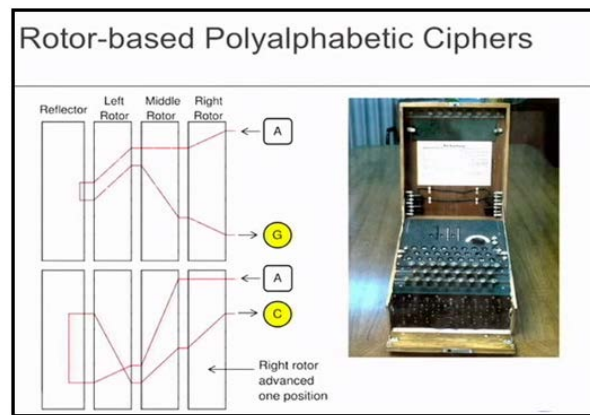 Rotor-based Polyalphabetic Ciphers
Reflector
Left
Rotor
Middle
Rotor
Right
Rotor
A
G
A
C
Right rotor
advanced
one position